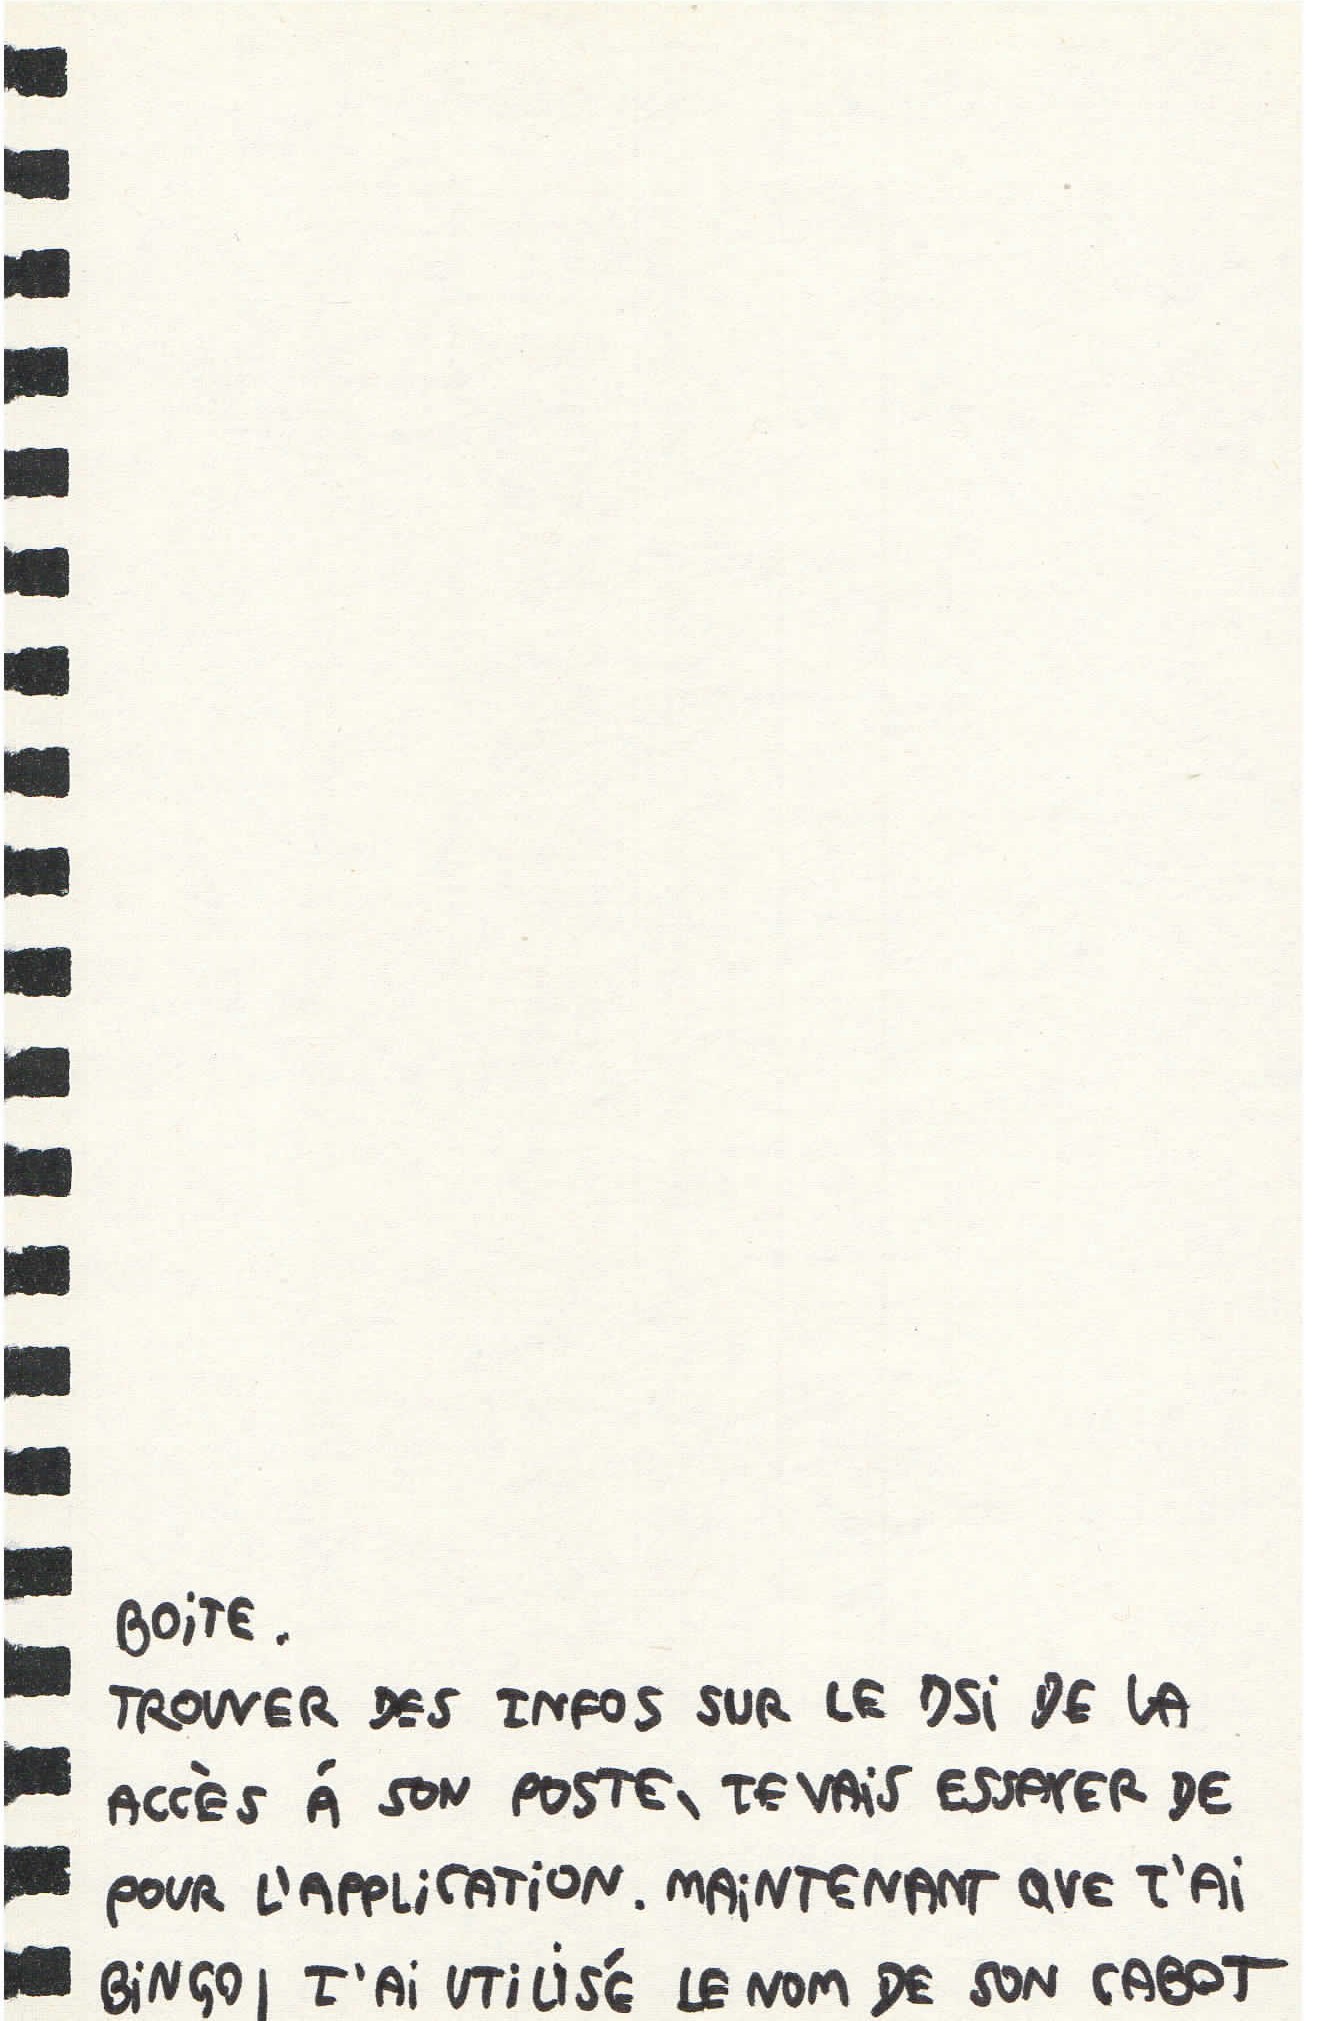 BOITE.
TROUVER DES INFOS SUR LE DSI DE LA
ACCÈS Á SON POSTE, JE VAIS ESSAYER DE
POUR L'APPLICATION. MAINTENANT QUE J'AI
BINGO! J'AI UTILISÉ LE NOM DE SON CABOT